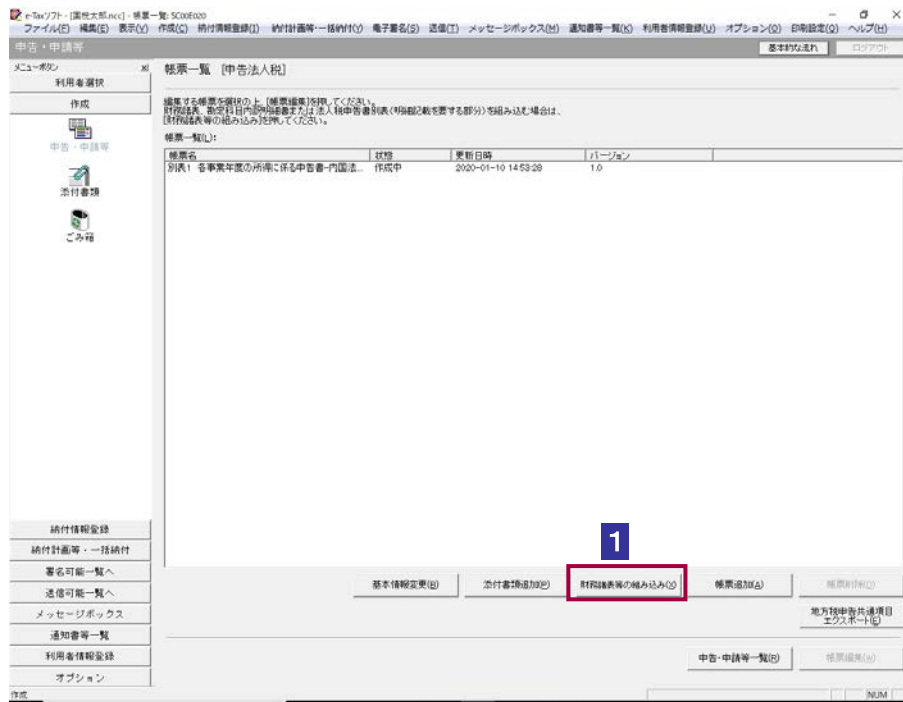 e-Taxソフト - [国税太郎.ncc] - 帳票一覧: SC00E020
ファイル(F) 編集(E) 表示(V) 作成(C) 納付情報登録(I) 納付計画等・一括納付(Y) 電子署名(S) 送信(T) メッセージボックス(M) 通知書等一覧(K) 利用者情報登録(U) オプション(O) 印刷設定(Q) ヘルプ(H)
申告・申請等
基本的な流れ
ログアウト
メニューボタン
利用者選択
作成
申告・申請等
添付書類
ごみ箱
納付情報登録
納付計画等・一括納付
署名可能一覧へ
送信可能一覧へ
メッセージボックス
通知書等一覧
利用者情報登録
オプション
帳票一覧 [申告法人税]
編集する帳票を選択の上、[帳票編集]を押してください。
財務諸表、勘定科目内訳明細書または法人税申告書別表(明細記載を要する部分)を組み込む場合は、
[財務諸表等の組み込み]を押してください。
帳票一覧(L):
帳票名 状態 更新日時 バージョン
別表1 各事業年度の所得に係る申告書-内国法... 作成中 2020-01-10 14:53:28 1.0
1
基本情報変更(B) 添付書類追加(P) 財務諸表等の組み込み(X) 帳票追加(A) 帳票削除(D)
地方税申告共通項目
エクスポート(E)
申告・申請等一覧(R) 帳票編集(W)
作成
NUM